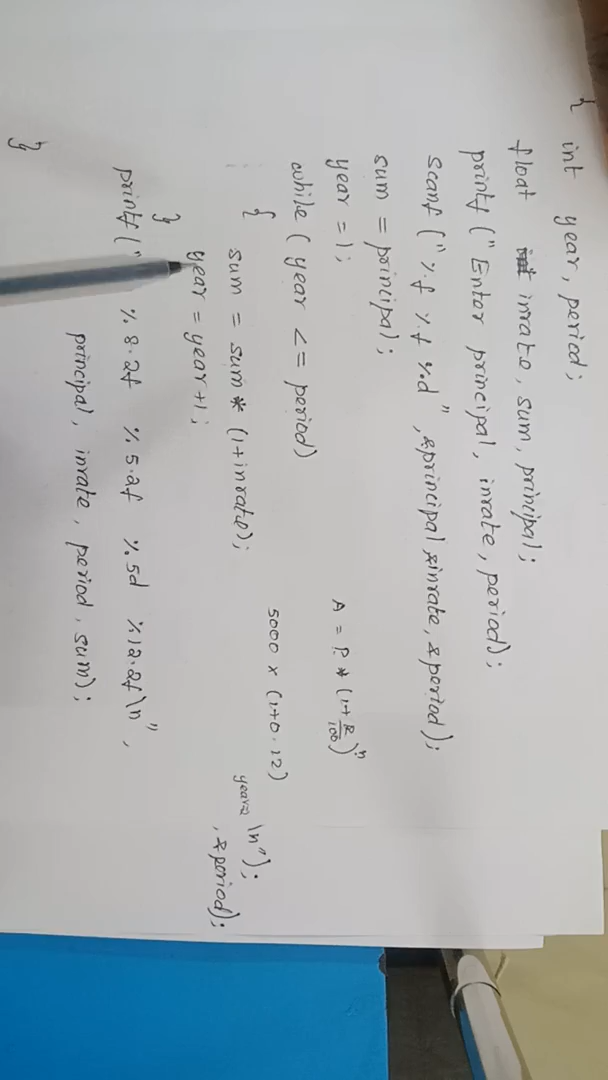 { int year, period;
float inrate, sum, principal;
printf ("Enter principal, inrate, period);
scanf ("%f %f %d", &principal &inrate, &period);
sum = principal;
year = 1;
while (year <= period)
{
sum = sum * (1+inrate);
year = year+1;
}
printf (" %8.2f %5.2f %5d %12.2f\n",
principal, inrate, period, sum);
}
A = P * (1+R/100)^n
5000 x (1+0.12)
year=2
\n");
, &period);